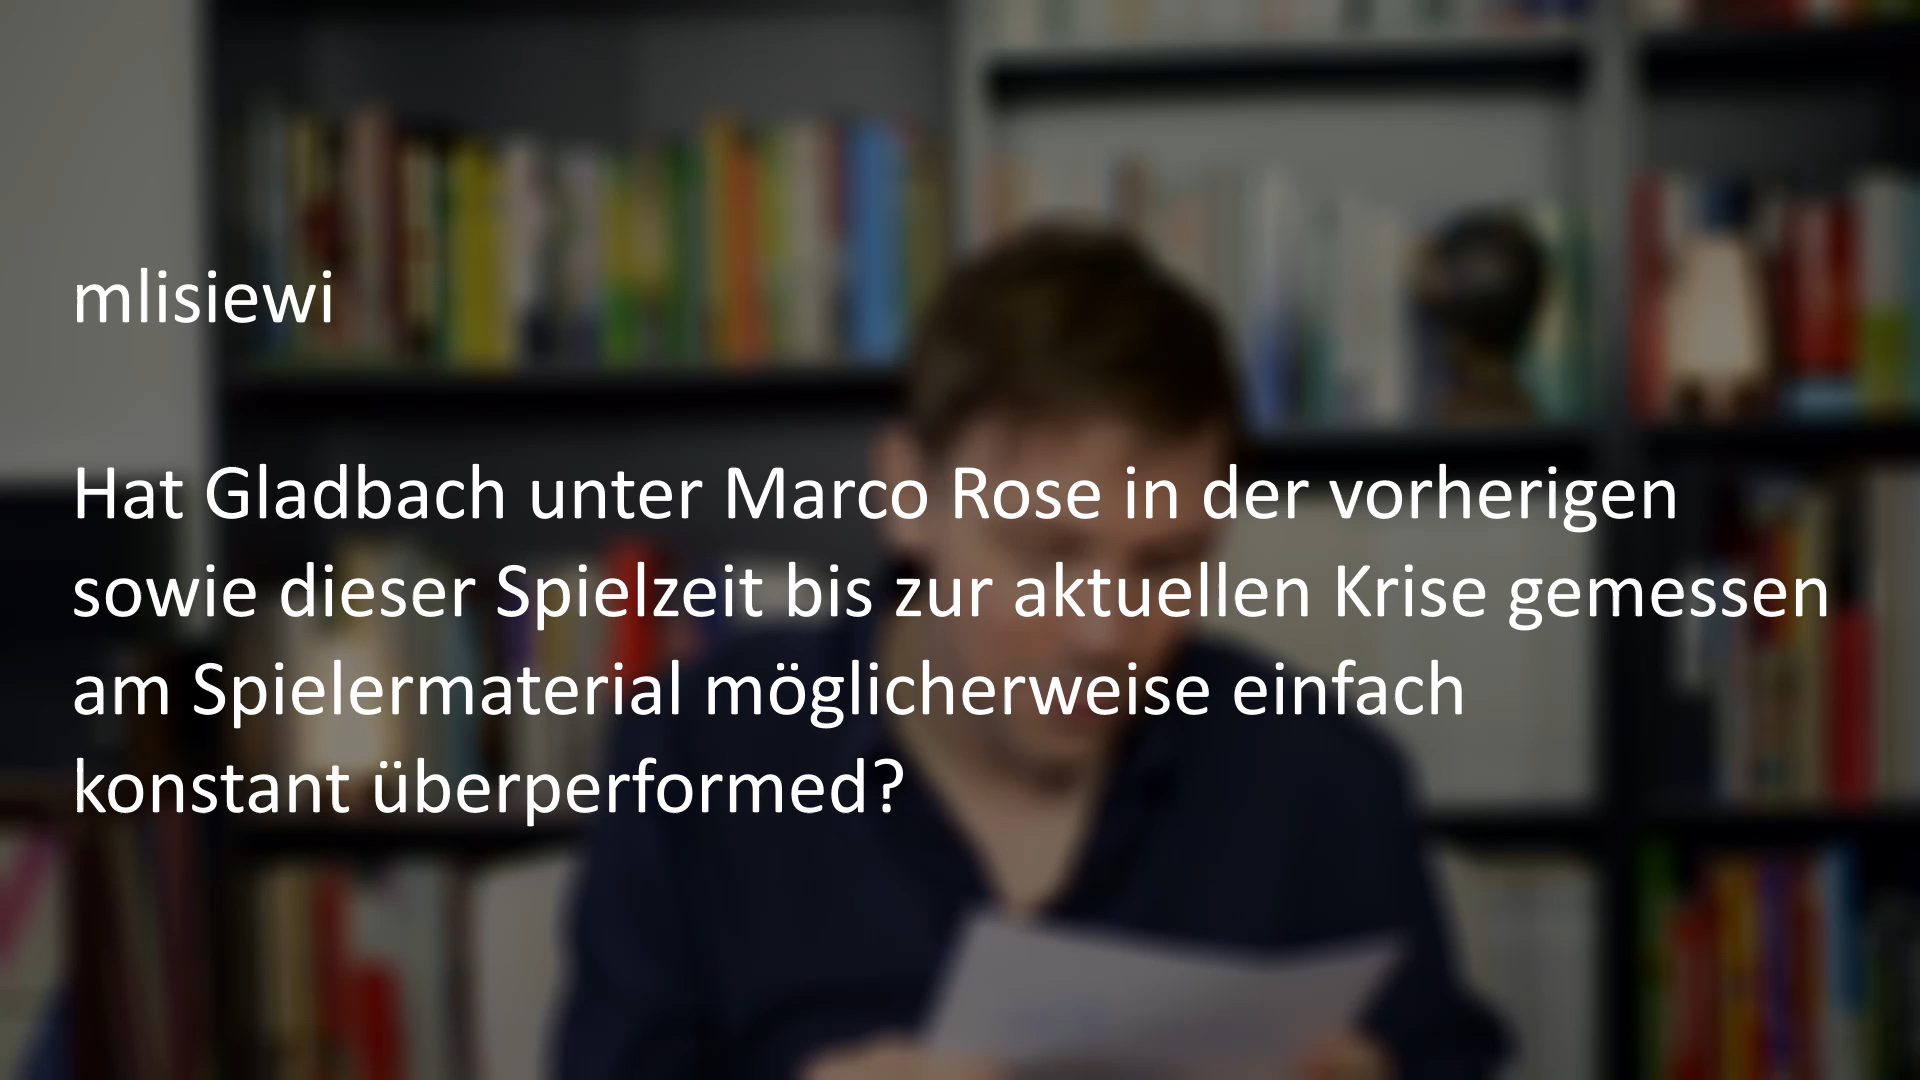 mlisiewi
Hat Gladbach unter Marco Rose in der vorherigen
sowie dieser Spielzeit bis zur aktuellen Krise gemessen
am Spielermaterial möglicherweise einfach
konstant überperformed?